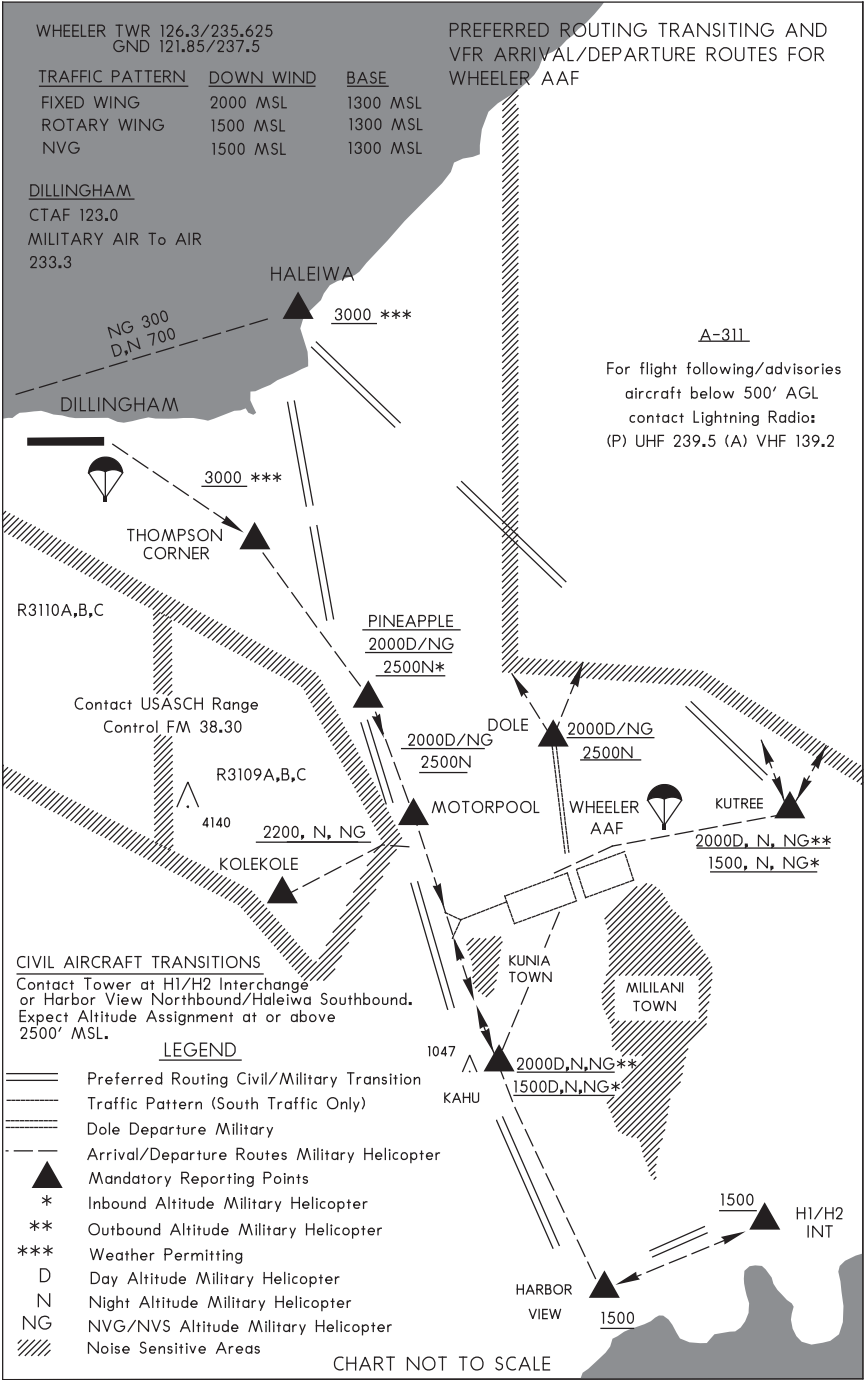 WHEELER TWR 126.3/235.625
GND 121.85/237.5
PREFERRED ROUTING TRANSITING AND
VFR ARRIVAL/DEPARTURE ROUTES FOR
WHEELER AAF
TRAFFIC PATTERN DOWN WIND BASE
FIXED WING 2000 MSL 1300 MSL
ROTARY WING 1500 MSL 1300 MSL
NVG 1500 MSL 1300 MSL
DILLINGHAM
CTAF 123.0
MILITARY AIR To AIR
233.3
HALEIWA
3000 ***
NG 300
D,N 700
A-311
For flight following/advisories
aircraft below 500' AGL
contact Lightning Radio:
(P) UHF 239.5 (A) VHF 139.2
DILLINGHAM
3000 ***
THOMPSON
CORNER
R3110A,B,C
PINEAPPLE
2000D/NG
2500N*
Contact USASCH Range
Control FM 38.30
DOLE
2000D/NG
2500N
2000D/NG
2500N
R3109A,B,C
4140
MOTORPOOL
WHEELER
AAF
KUTREE
2000D, N, NG**
1500, N, NG*
2200, N, NG
KOLEKOLE
KUNIA
TOWN
MILILANI
TOWN
CIVIL AIRCRAFT TRANSITIONS
Contact Tower at H1/H2 Interchange
or Harbor View Northbound/Haleiwa Southbound.
Expect Altitude Assignment at or above
2500' MSL.
1047
KAHU
2000D,N,NG**
1500D,N,NG*
LEGEND
Preferred Routing Civil/Military Transition
Traffic Pattern (South Traffic Only)
Dole Departure Military
Arrival/Departure Routes Military Helicopter
Mandatory Reporting Points
* Inbound Altitude Military Helicopter
** Outbound Altitude Military Helicopter
*** Weather Permitting
D Day Altitude Military Helicopter
N Night Altitude Military Helicopter
NG NVG/NVS Altitude Military Helicopter
Noise Sensitive Areas
1500
H1/H2
INT
HARBOR
VIEW
1500
CHART NOT TO SCALE